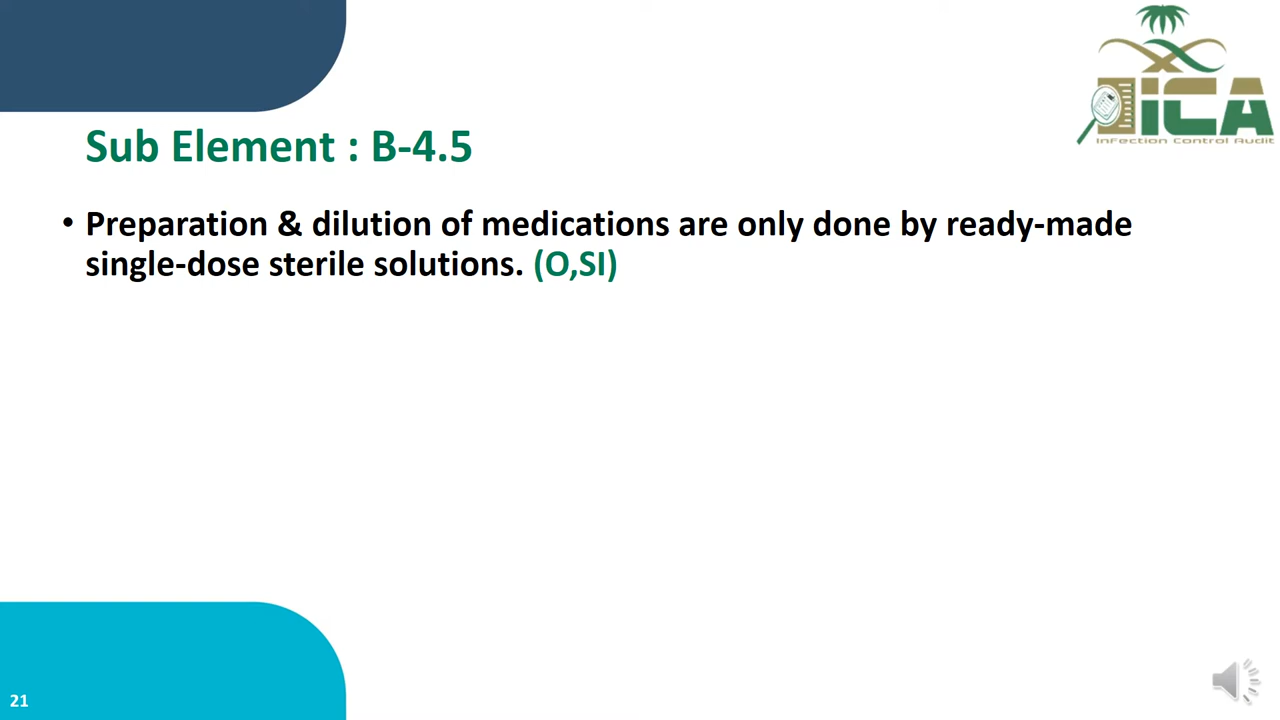 iCA
InFection Control Audit
Sub Element : B-4.5
• Preparation & dilution of medications are only done by ready-made
single-dose sterile solutions. (O,SI)
21